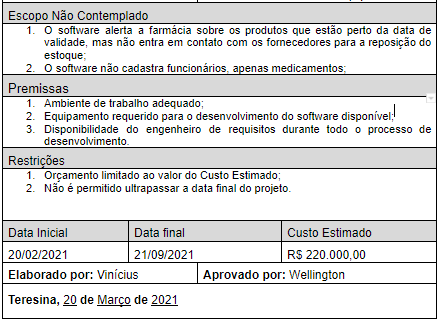 Escopo Não Contemplado
1. O software alerta a farmácia sobre os produtos que estão perto da data de
validade, mas não entra em contato com os fornecedores para a reposição do
estoque;
2. O software não cadastra funcionários, apenas medicamentos;
Premissas
1. Ambiente de trabalho adequado;
2. Equipamento requerido para o desenvolvimento do software disponível;
3. Disponibilidade do engenheiro de requisitos durante todo o processo de
desenvolvimento.
Restrições
1. Orçamento limitado ao valor do Custo Estimado;
2. Não é permitido ultrapassar a data final do projeto.
Data Inicial Data final Custo Estimado
20/02/2021 21/09/2021 R$ 220.000,00
Elaborado por: Vinícius Aprovado por: Wellington
Teresina, 20 de Março de 2021